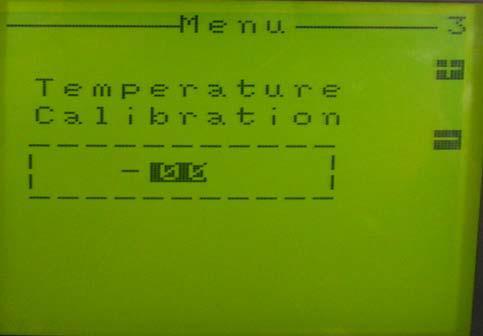 Menu 3
+
Temperature
Calibration
-
-00